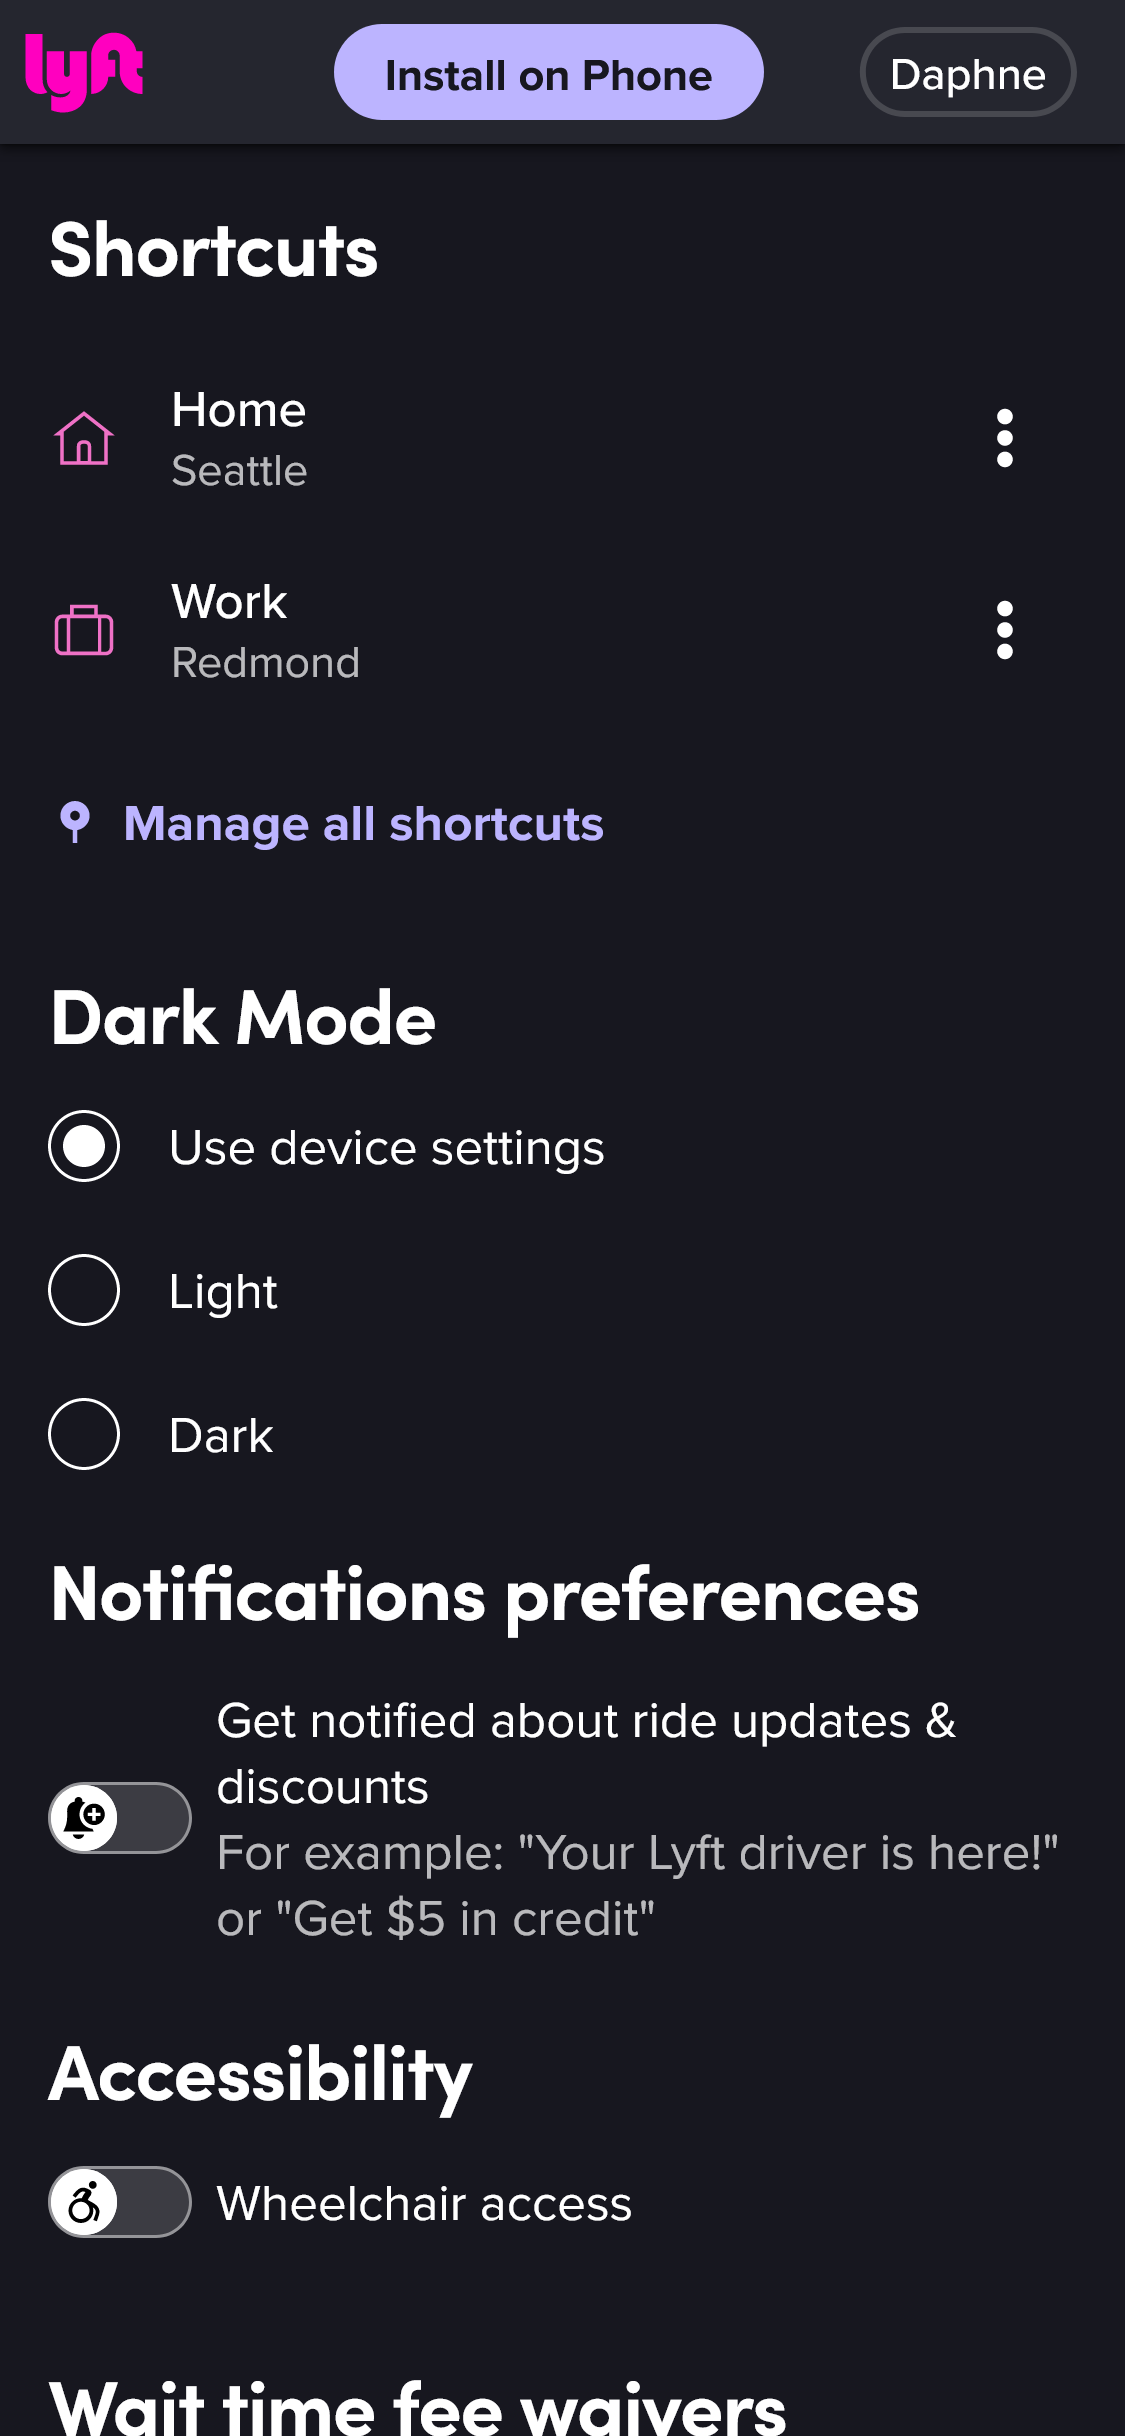 lyft
Install on Phone
Daphne
Shortcuts
Home
Seattle
Work
Redmond
Manage all shortcuts
Dark Mode
Use device settings
Light
Dark
Notifications preferences
Get notified about ride updates &
discounts
For example: "Your Lyft driver is here!"
or "Get $5 in credit"
Accessibility
Wheelchair access
Wait time fee waivers